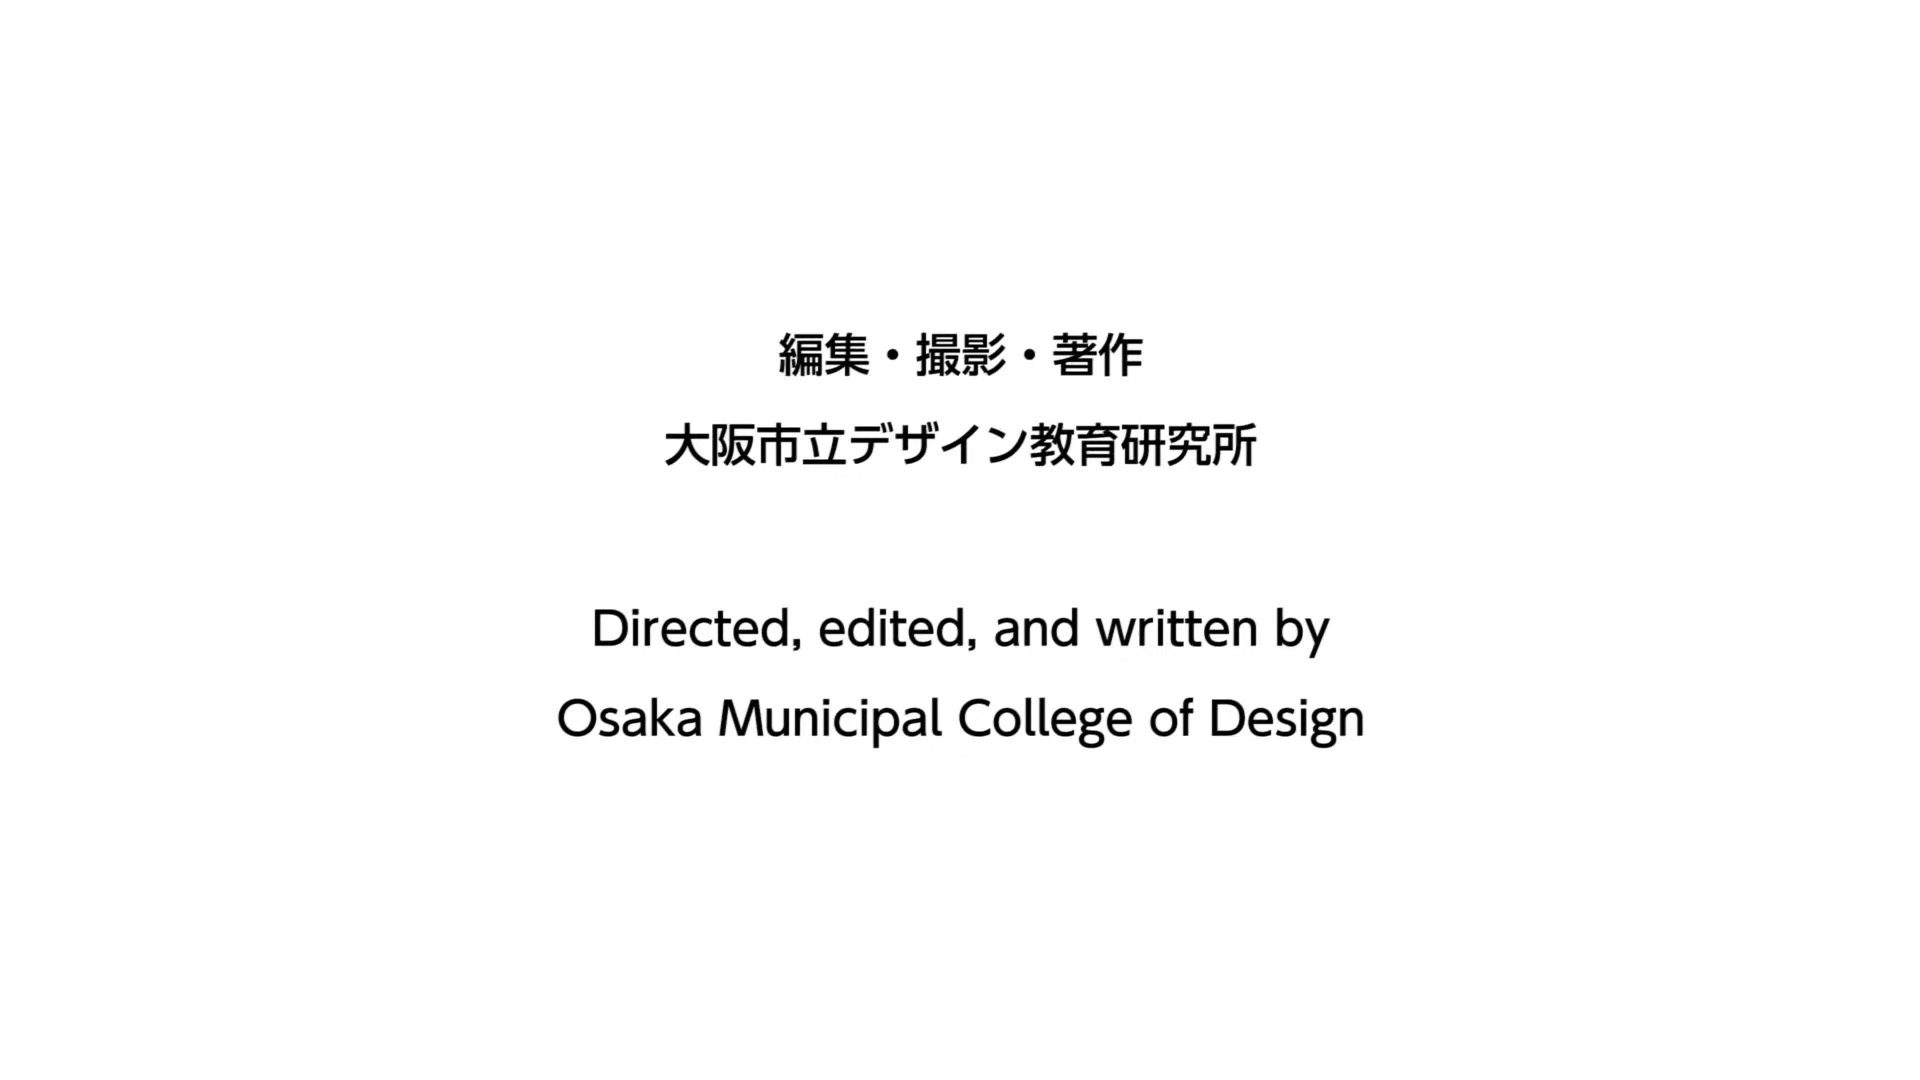 編集・撮影・著作
大阪市立デザイン教育研究所
Directed, edited, and written by
Osaka Municipal College of Design